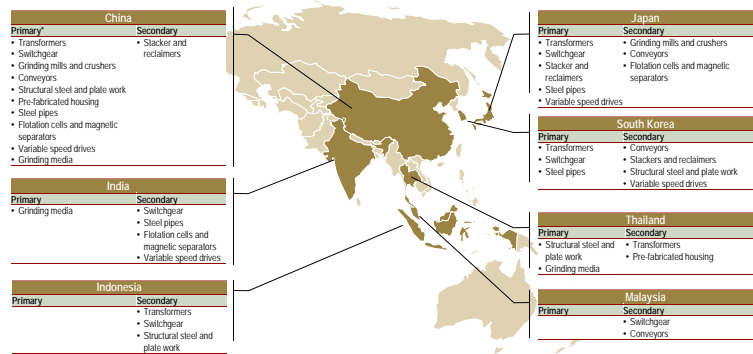 China
Primary* Secondary
• Transformers
• Switchgear
• Grinding mills and crushers
• Conveyors
• Structural steel and plate work
• Pre-fabricated housing
• Steel pipes
• Flotation cells and magnetic
separators
• Variable speed drives
• Grinding media
• Stacker and
reclaimers
India
Primary Secondary
• Grinding media
• Switchgear
• Steel pipes
• Flotation cells and
magnetic separators
• Variable speed drives
Indonesia
Primary Secondary
• Transformers
• Switchgear
• Structural steel and
plate work
Japan
Primary Secondary
• Transformers
• Switchgear
• Stacker and
reclaimers
• Steel pipes
• Variable speed drives
• Grinding mills and crushers
• Conveyors
• Flotation cells and magnetic
separators
South Korea
Primary Secondary
• Transformers
• Switchgear
• Steel pipes
• Conveyors
• Stackers and reclaimers
• Structural steel and plate work
• Variable speed drives
Thailand
Primary Secondary
• Structural steel and
plate work
• Grinding media
• Transformers
• Pre-fabricated housing
Malaysia
Primary Secondary
• Switchgear
• Conveyors